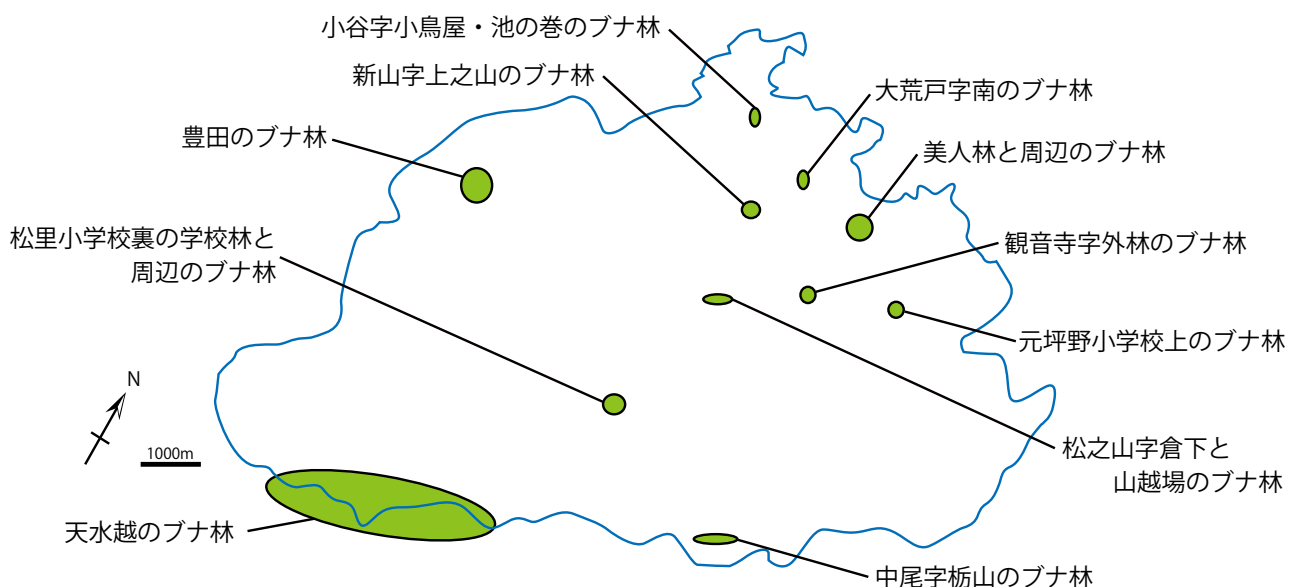 小谷字小鳥屋・池の巻のブナ林
新山字上之山のブナ林
大荒戸字南のブナ林
豊田のブナ林
美人林と周辺のブナ林
松里小学校裏の学校林と
周辺のブナ林
観音寺字外林のブナ林
元坪野小学校上のブナ林
N
1000m
松之山字倉下と
山越場のブナ林
天水越のブナ林
中尾字栃山のブナ林